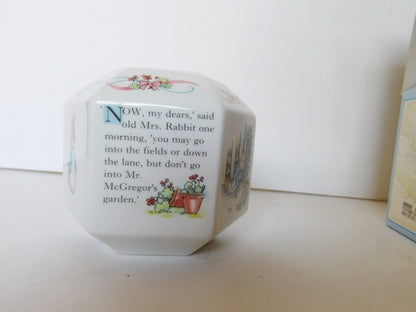 'NOW, my dears,' said
old Mrs. Rabbit one
morning, 'you may go
into the fields or down
the lane, but don't go
into Mr.
McGregor's
garden.'